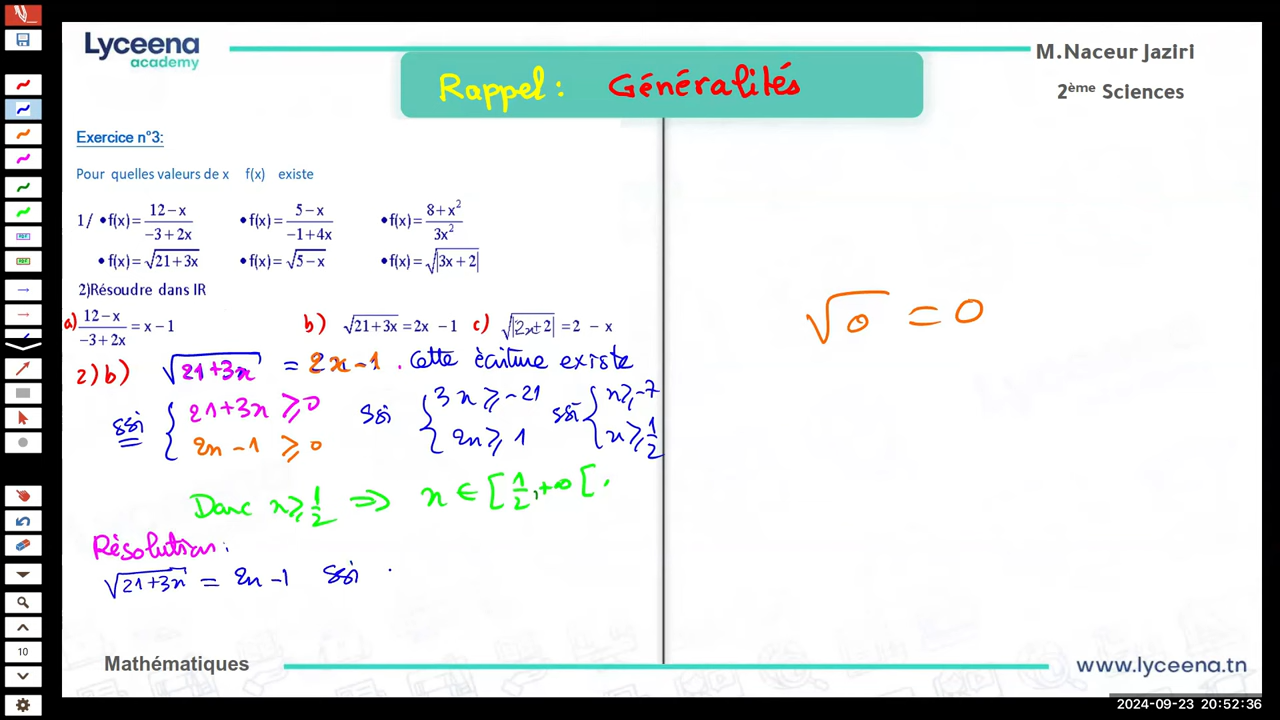 Lyceena
academy
Rappel : Généralités
M.Naceur Jaziri
2ème Sciences
Exercice n°3:
Pour quelles valeurs de x f(x) existe
1/ •f(x)=(12−x)/(−3+2x) •f(x)=(5−x)/(−1+4x) •f(x)=(8+x²)/(3x²)
•f(x)=√(21+3x) •f(x)=√(5−x) •f(x)=√|3x+2|
2)Résoudre dans IR
a) (12−x)/(−3+2x) = x−1 b) √(21+3x) = 2x −1 c) √|2x+2| = 2 − x
2) b) √(21+3x) = 2x−1 . Cette écriture existe
ssi { 21+3x ≥0 ssi { 3x ≥ −21 ssi { x ≥ −7
2x −1 ≥ 0 2x ≥ 1 x ≥ 1/2
Donc x ≥ 1/2 ⇒ x ∈ [1/2, +∞[ .
Résolution:
√(21+3x) = 2x −1 ssi .
√0 = 0
Mathématiques
www.lyceena.tn
10
2024-09-23 20:52:36